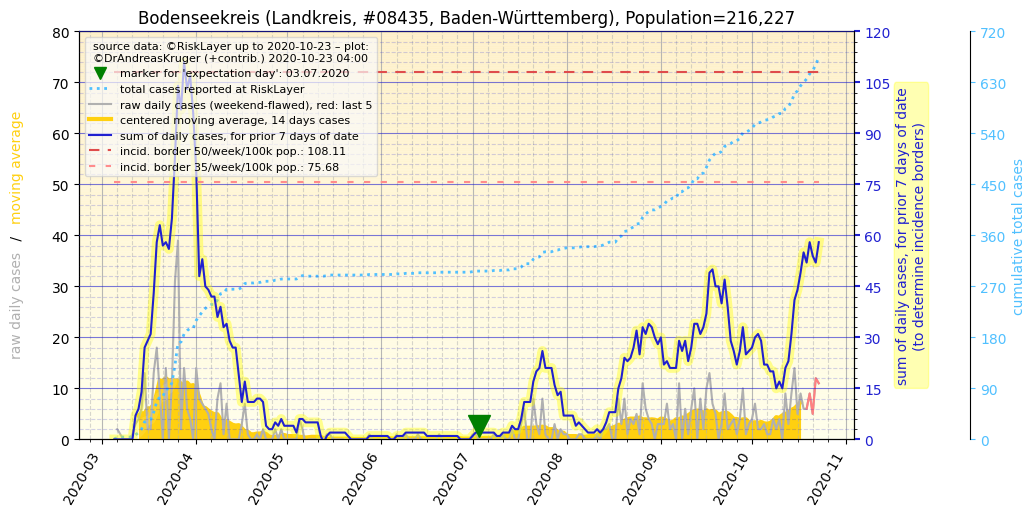 Bodenseekreis (Landkreis, #08435, Baden-Württemberg), Population=216,227
source data: ©RiskLayer up to 2020-10-23 – plot:
©DrAndreasKruger (+contrib.) 2020-10-23 04:00
marker for 'expectation day': 03.07.2020
total cases reported at RiskLayer
raw daily cases (weekend-flawed), red: last 5
centered moving average, 14 days cases
sum of daily cases, for prior 7 days of date
incid. border 50/week/100k pop.: 108.11
incid. border 35/week/100k pop.: 75.68
raw daily cases / moving average
80
70
60
50
40
30
20
10
0
120
105
90
75
60
45
30
15
0
sum of daily cases, for prior 7 days of date
(to determine incidence borders)
720
630
540
450
360
270
180
90
0
cumulative total cases
2020-03
2020-04
2020-05
2020-06
2020-07
2020-08
2020-09
2020-10
2020-11